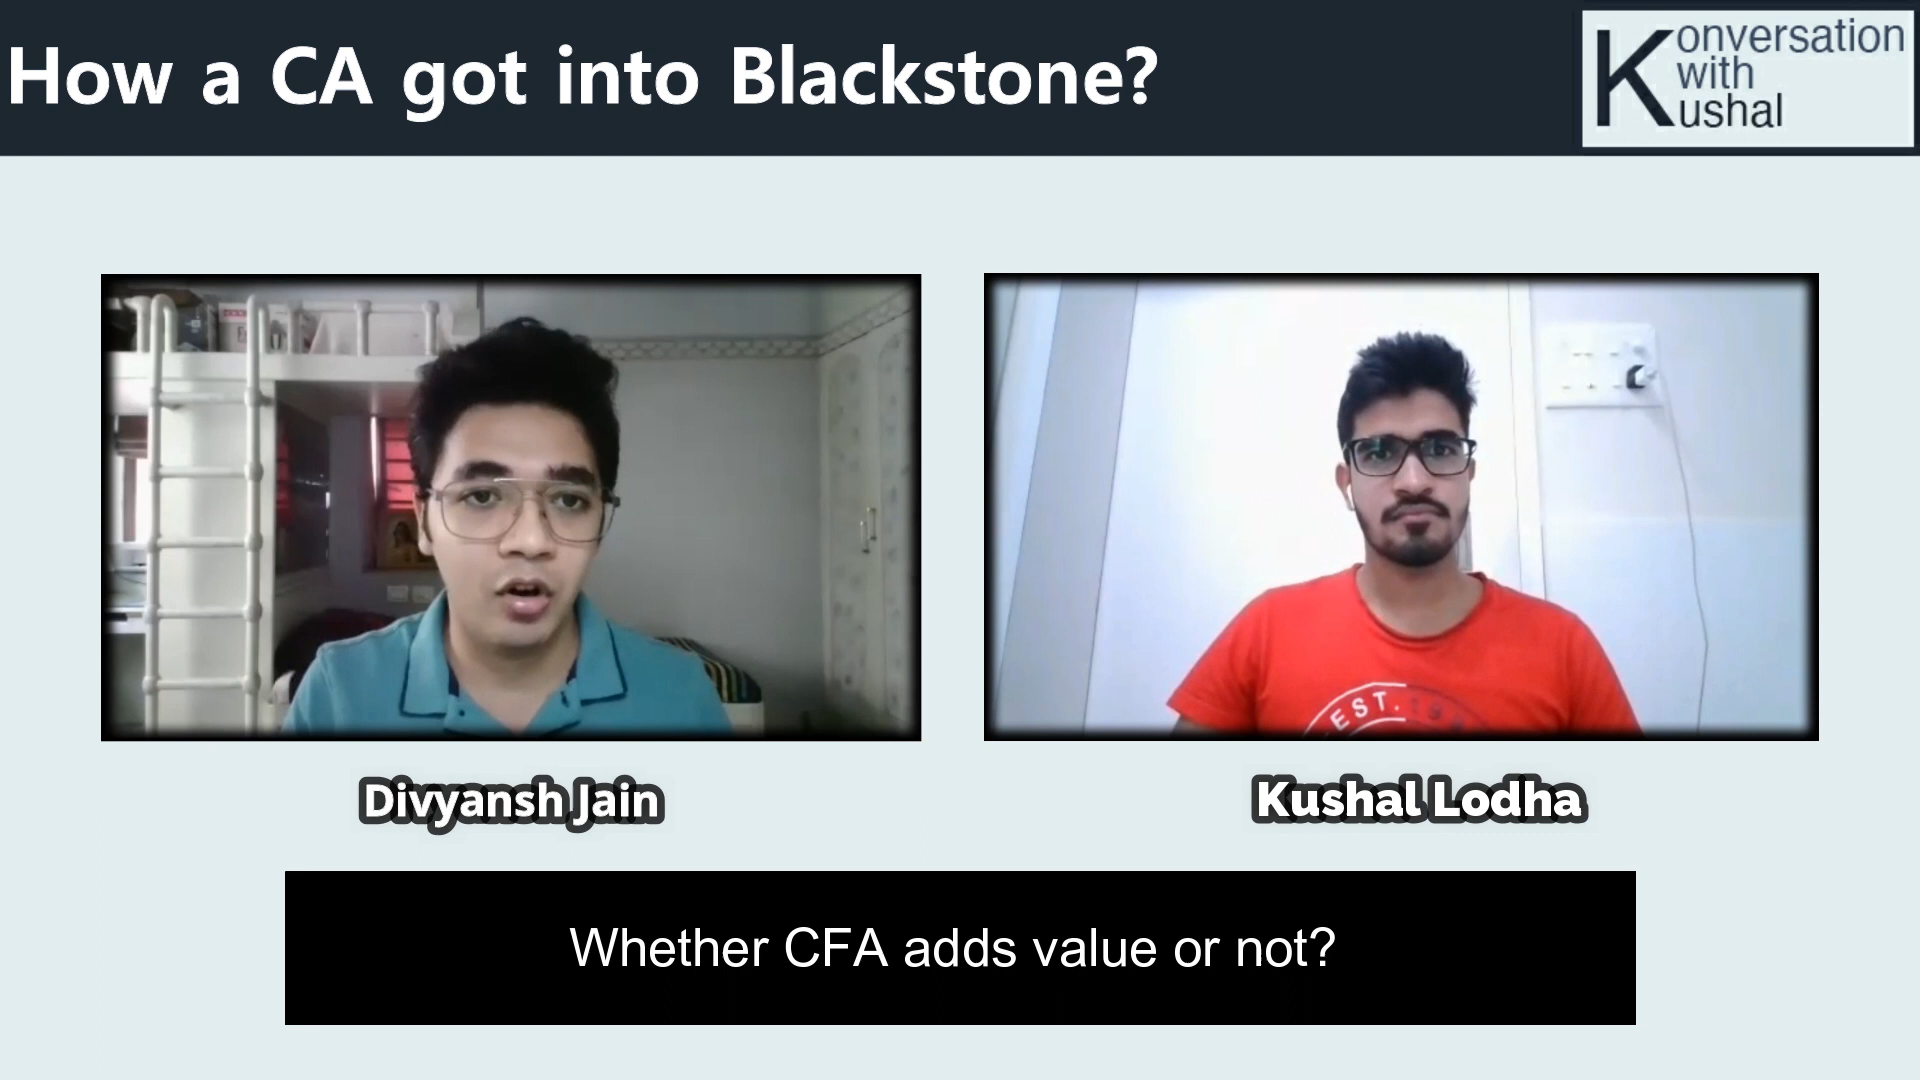 How a CA got into Blackstone?
Konversation
with
Kushal
EST.
Divyansh Jain
Kushal Lodha
Whether CFA adds value or not?